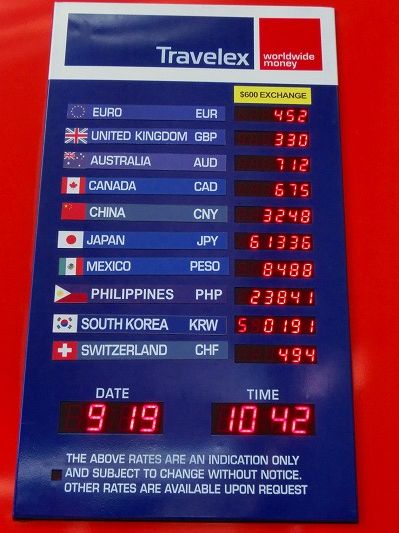 Travelex
worldwide
money
$600 EXCHANGE
EURO EUR 452
UNITED KINGDOM GBP 330
AUSTRALIA AUD 712
CANADA CAD 675
CHINA CNY 3248
JAPAN JPY 61336
MEXICO PESO 8488
PHILIPPINES PHP 23841
SOUTH KOREA KRW 5 0191
SWITZERLAND CHF 494
DATE TIME
9 19 10 42
THE ABOVE RATES ARE AN INDICATION ONLY
AND SUBJECT TO CHANGE WITHOUT NOTICE.
OTHER RATES ARE AVAILABLE UPON REQUEST